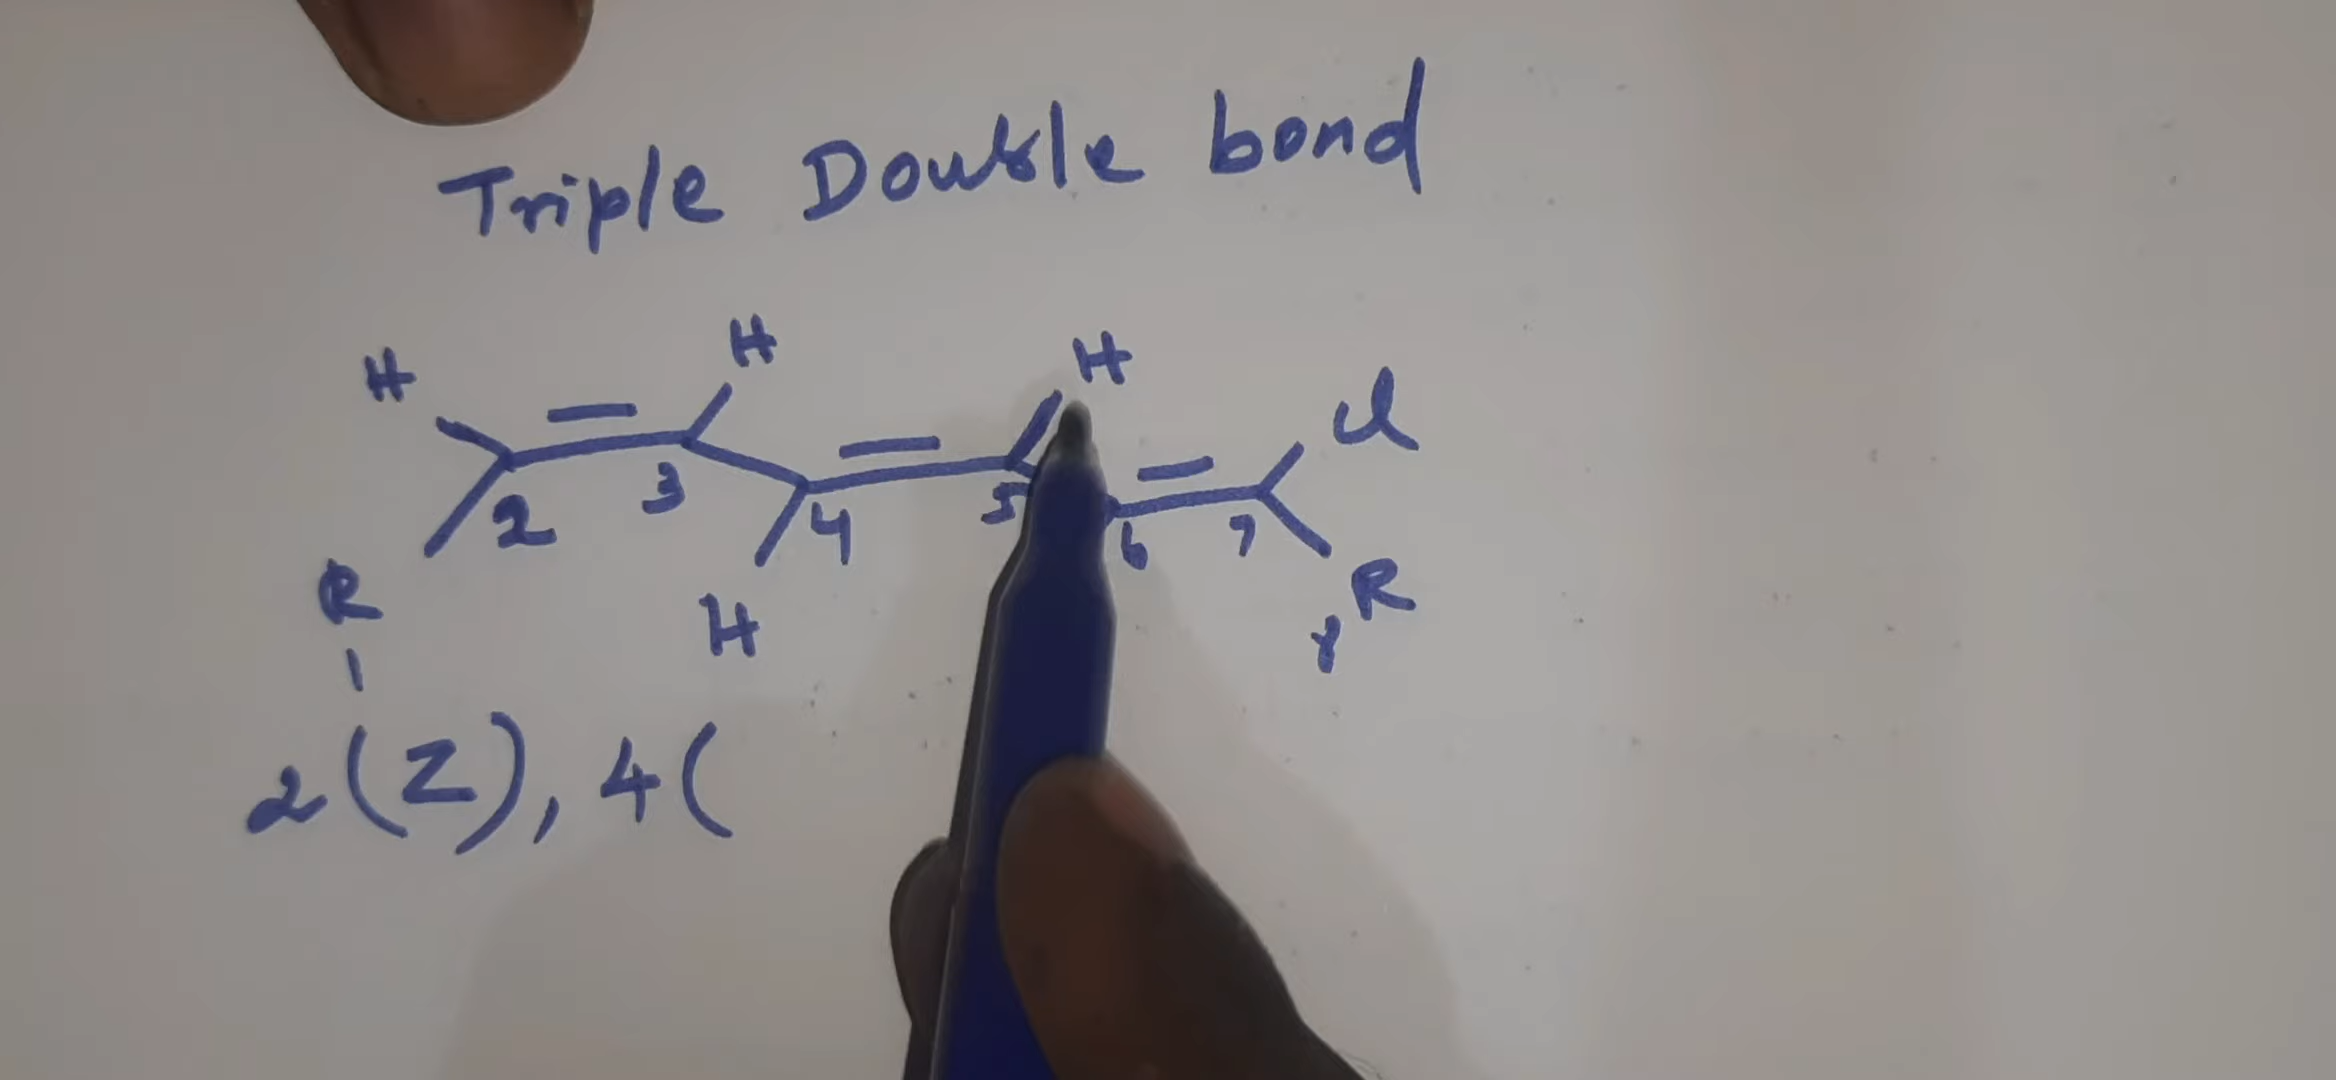 Triple Double bond
H H H Cl
2 3 4 5 6 7
R H R
1 8
2(Z), 4(